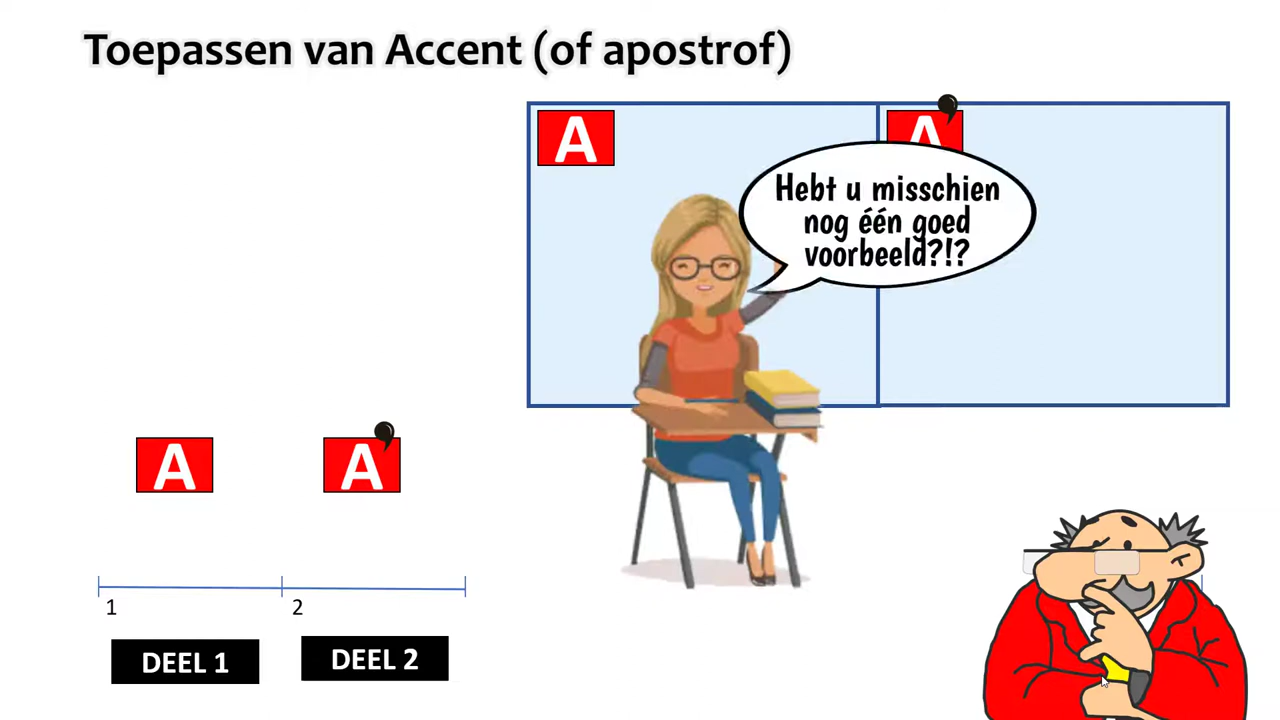 Toepassen van Accent (of apostrof)
A
A’
Hebt u misschien
nog één goed
voorbeeld?!?
A
A’
1
2
DEEL 1
DEEL 2